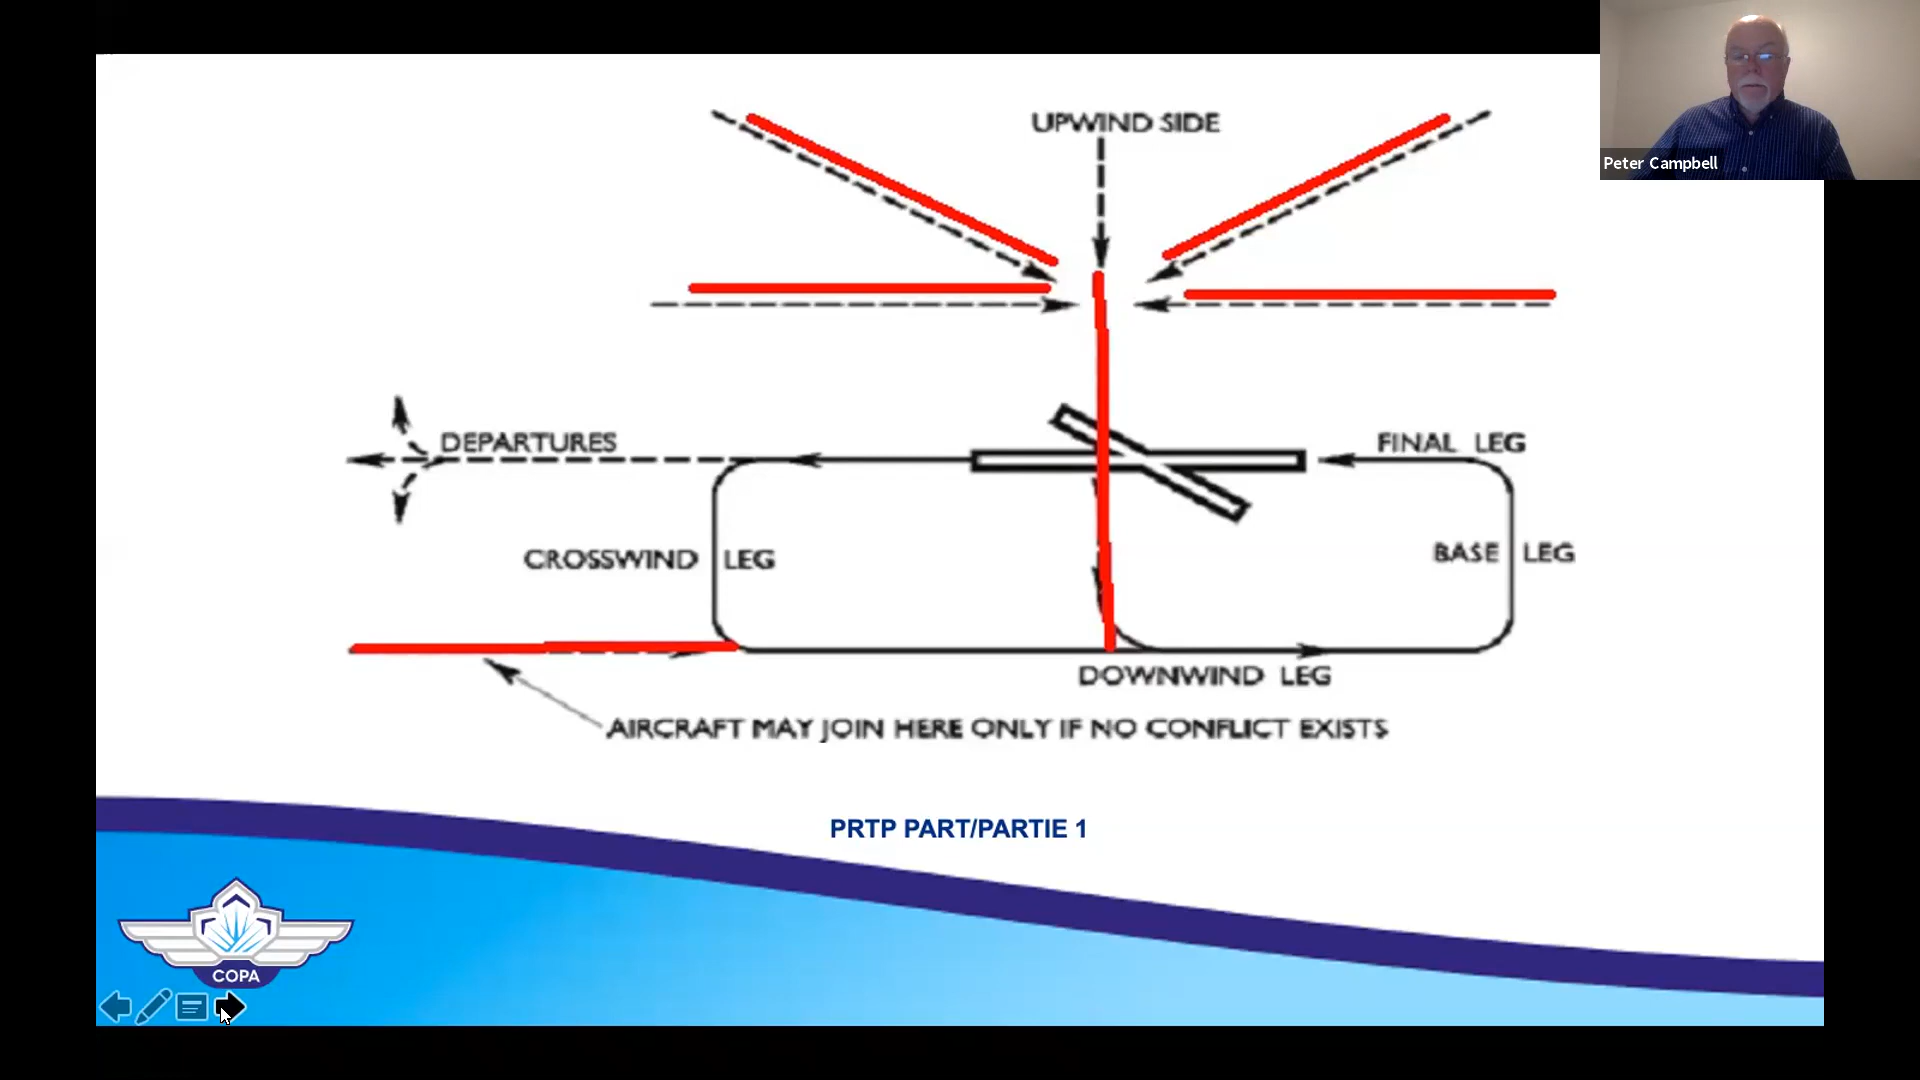 UPWIND SIDE
Peter Campbell
DEPARTURES
FINAL LEG
CROSSWIND LEG
BASE LEG
DOWNWIND LEG
AIRCRAFT MAY JOIN HERE ONLY IF NO CONFLICT EXISTS
PRTP PART/PARTIE 1
COPA